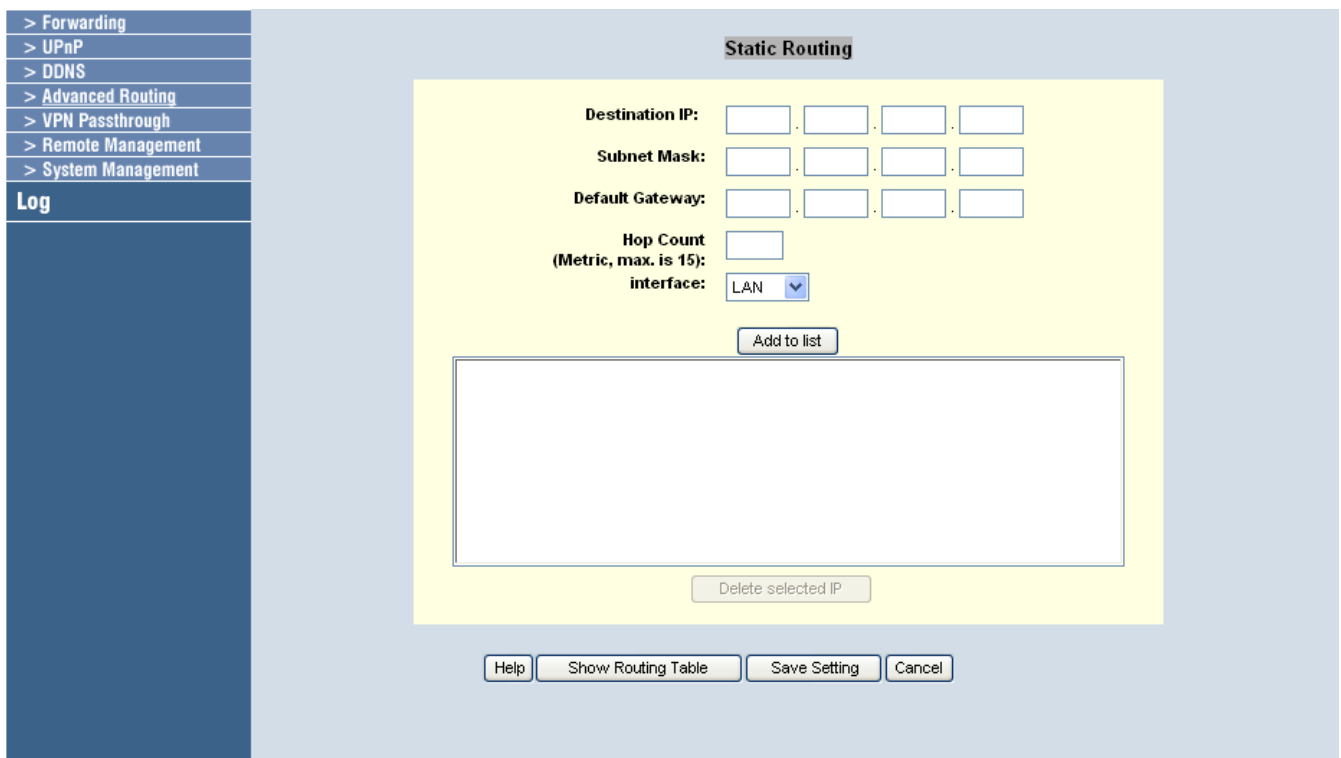 > Forwarding
> UPnP
> DDNS
> Advanced Routing
> VPN Passthrough
> Remote Management
> System Management
Log
Static Routing
Destination IP: . . .
Subnet Mask: . . .
Default Gateway: . . .
Hop Count
(Metric, max. is 15):
interface: LAN
Add to list
Delete selected IP
Help Show Routing Table Save Setting Cancel